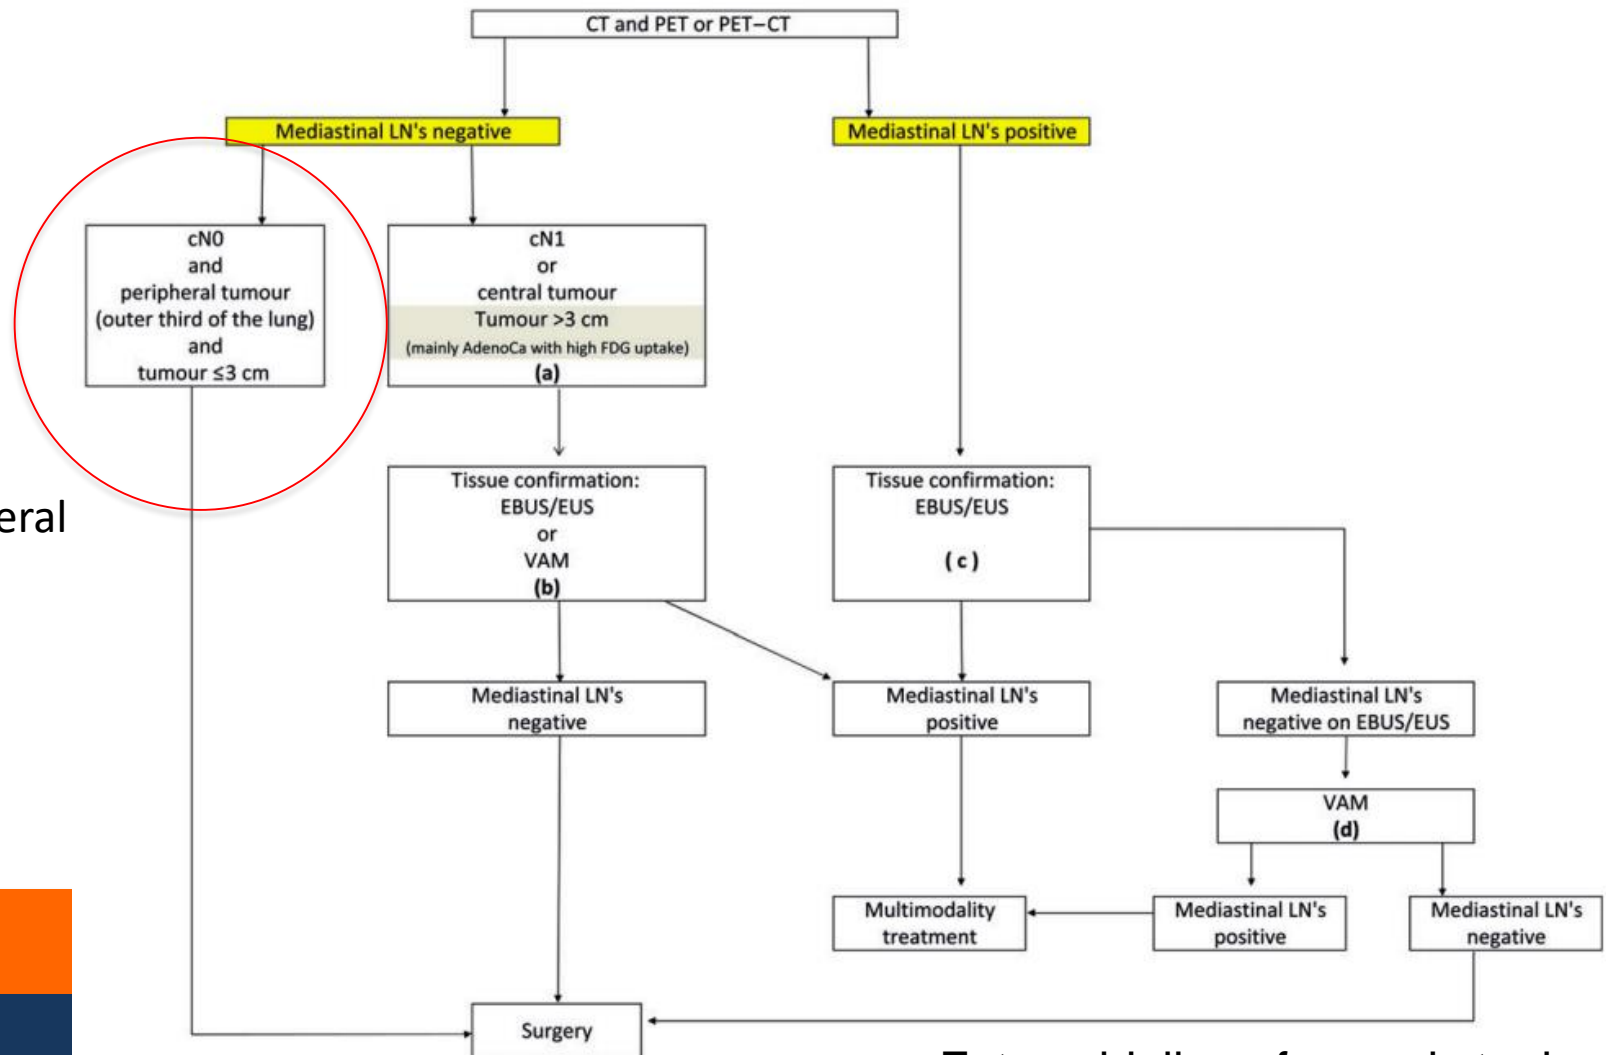 CT and PET or PET–CT
Mediastinal LN's negative
Mediastinal LN's positive
cN0
and
peripheral tumour
(outer third of the lung)
and
tumour ≤3 cm
cN1
or
central tumour
Tumour >3 cm
(mainly AdenoCa with high FDG uptake)
(a)
eral
Tissue confirmation:
EBUS/EUS
or
VAM
(b)
Tissue confirmation:
EBUS/EUS
( c )
Mediastinal LN's
negative
Mediastinal LN's
positive
Mediastinal LN's
negative on EBUS/EUS
VAM
(d)
Multimodality
treatment
Mediastinal LN's
positive
Mediastinal LN's
negative
Surgery